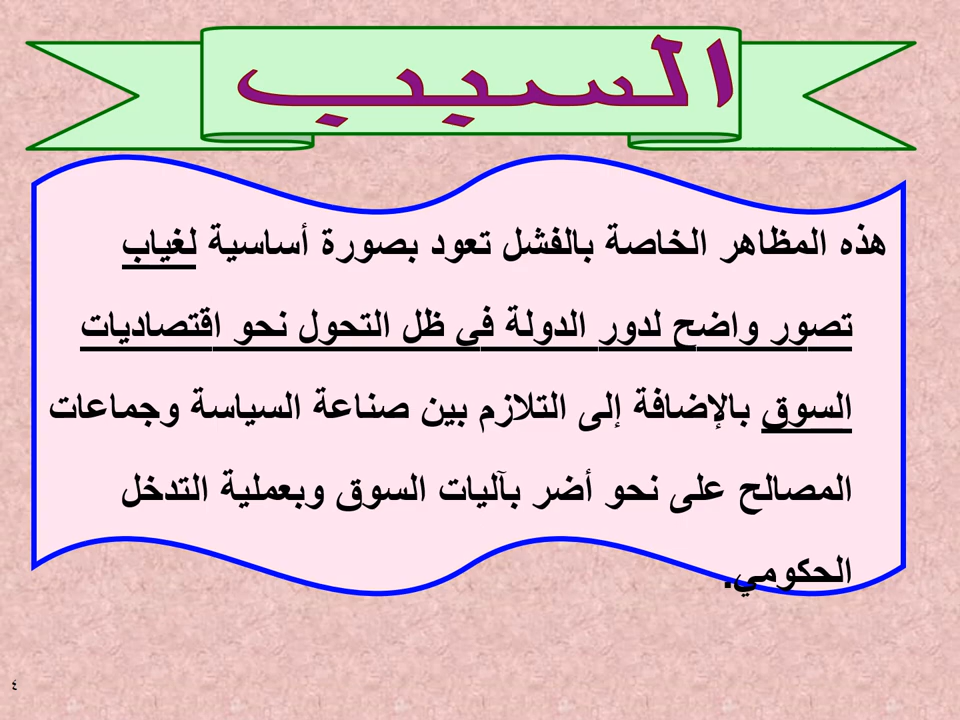 السبب
هذه المظاهر الخاصة بالفشل تعود بصورة أساسية لغياب
تصور واضح لدور الدولة فى ظل التحول نحو اقتصاديات
السوق بالإضافة إلى التلازم بين صناعة السياسة وجماعات
المصالح على نحو أضر بآليات السوق وبعملية التدخل
الحكومي.
٤